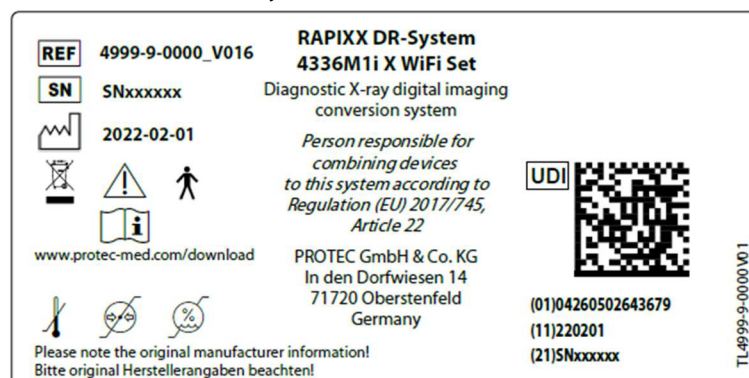 REF 4999-9-0000_V016
SN SNxxxxxx
2022-02-01
www.protec-med.com/download
Please note the original manufacturer information!
Bitte original Herstellerangaben beachten!
RAPIXX DR-System
4336M1i X WiFi Set
Diagnostic X-ray digital imaging
conversion system
Person responsible for
combining devices
to this system according to
Regulation (EU) 2017/745,
Article 22
PROTEC GmbH & Co. KG
In den Dorfwiesen 14
71720 Oberstenfeld
Germany
UDI
(01)04260502643679
(11)220201
(21)SNxxxxxx
TL4999-9-0000V01